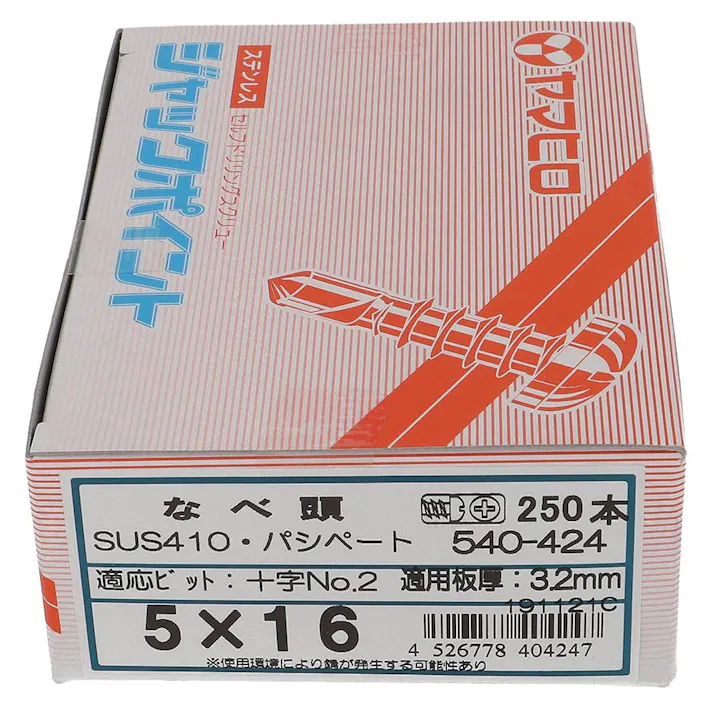 ヤマヒロ
ステンレス
セルフドリリングスクリュー
ジャックポイント
なべ頭 250本
SUS410・パシペート 540-424
適応ビット：十字No.2 適用板厚：3.2mm
191121C
5×16
4 526778 404247
※使用環境により錆が発生する可能性あり